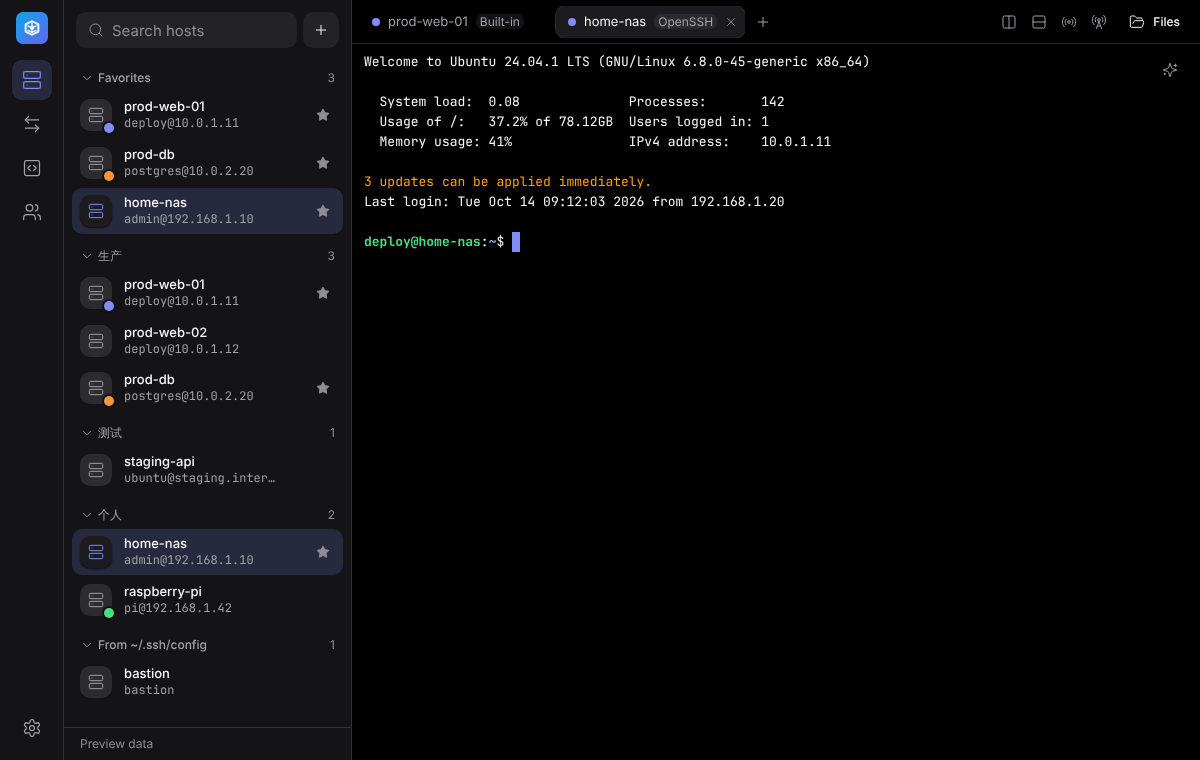 Search hosts
Favorites 3
prod-web-01
deploy@10.0.1.11
prod-db
postgres@10.0.2.20
home-nas
admin@192.168.1.10
生产 3
prod-web-01
deploy@10.0.1.11
prod-web-02
deploy@10.0.1.12
prod-db
postgres@10.0.2.20
测试 1
staging-api
ubuntu@staging.inter…
个人 2
home-nas
admin@192.168.1.10
raspberry-pi
pi@192.168.1.42
From ~/.ssh/config 1
bastion
bastion
Preview data
prod-web-01 Built-in home-nas OpenSSH Files
Welcome to Ubuntu 24.04.1 LTS (GNU/Linux 6.8.0-45-generic x86_64)
System load: 0.08 Processes: 142
Usage of /: 37.2% of 78.12GB Users logged in: 1
Memory usage: 41% IPv4 address: 10.0.1.11
3 updates can be applied immediately.
Last login: Tue Oct 14 09:12:03 2026 from 192.168.1.20
deploy@home-nas:~$